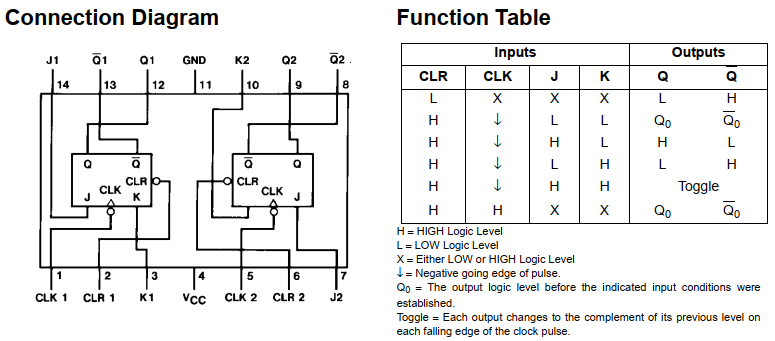 Connection Diagram
J1 Q̅1 Q1 GND K2 Q2 Q̅2 .
14 13 12 11 10 9 8
Q Q̅ Q̅ Q
CLR CLR
CLK CLK
J K J
1 2 3 4 5 6 7
CLK 1 CLR 1 K1 VCC CLK 2 CLR 2 J2
Function Table
Inputs Outputs
CLR CLK J K Q Q̅
L X X X L H
H ↓ L L Q₀ Q̅₀
H ↓ H L H L
H ↓ L H L H
H ↓ H H Toggle
H H X X Q₀ Q̅₀
H = HIGH Logic Level
L = LOW Logic Level
X = Either LOW or HIGH Logic Level
↓ = Negative going edge of pulse.
Q₀ = The output logic level before the indicated input conditions were
established.
Toggle = Each output changes to the complement of its previous level on
each falling edge of the clock pulse.